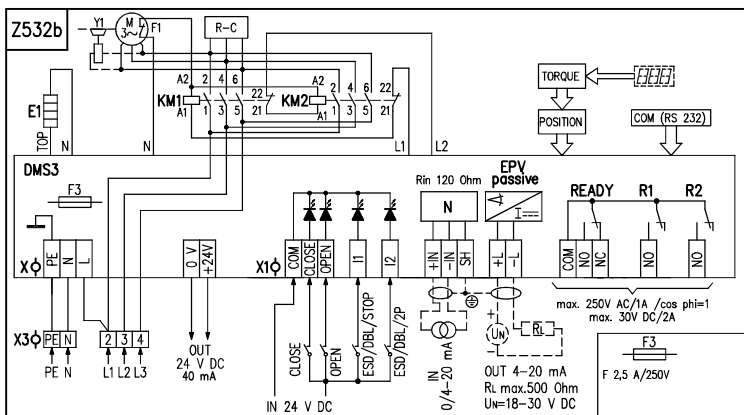 Z532b
Y1
M
3~
F1
R-C
E1
TOP
N
N
A2
2 4 6
KM1
22
21
A1
1 3 5
A2
KM2
2 4 6
22
21
A1
1 3 5
L1
L2
TORQUE
POSITION
COM (RS 232)
DMS3
F3
Rin 120 Ohm
N
EPV
passive
I
READY
R1
R2
X
PE
N
L
0 V
+24V
X1
COM
CLOSE
OPEN
I1
I2
+IN
-IN
SH
+L
-L
COM
NO
NC
NO
NO
max. 250V AC/1A /cos phi=1
max. 30V DC/2A
X3
PE N
2 3 4
PE N
L1 L2 L3
OUT
24 V DC
40 mA
CLOSE
OPEN
ESD/DBL/STOP
ESD/DBL/2P
IN 24 V DC
IN
0/4-20 mA
+
UN
-
RL
OUT 4-20 mA
RL max.500 Ohm
UN=18-30 V DC
F3
F 2,5 A/250V